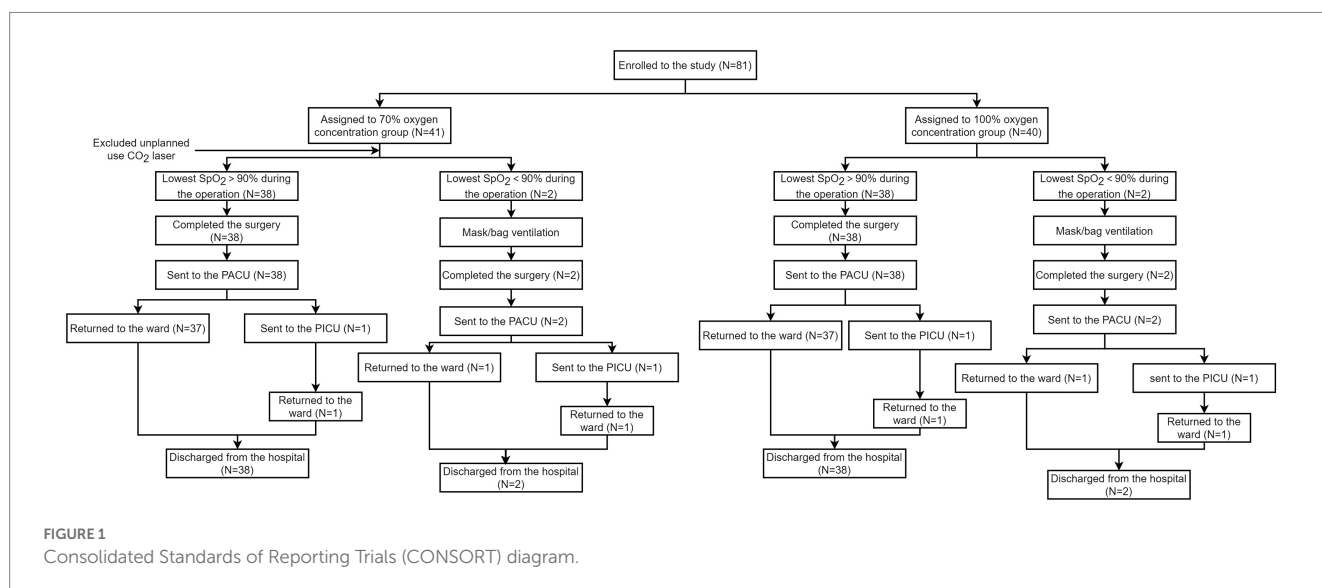 Enrolled to the study (N=81)
Assigned to 70% oxygen
concentration group (N=41)
Assigned to 100% oxygen
concentration group (N=40)
Excluded unplanned
use CO2 laser
Lowest SpO2 > 90% during
the operation (N=38)
Lowest SpO2 < 90% during
the operation (N=2)
Lowest SpO2 > 90% during
the operation (N=38)
Lowest SpO2 < 90% during
the operation (N=2)
Completed the surgery
(N=38)
Mask/bag ventilation
Completed the surgery
(N=38)
Mask/bag ventilation
Sent to the PACU (N=38)
Completed the surgery (N=2)
Sent to the PACU (N=38)
Completed the surgery (N=2)
Returned to the ward (N=37)
Sent to the PICU (N=1)
Sent to the PACU (N=2)
Returned to the ward (N=37)
Sent to the PICU (N=1)
Sent to the PACU (N=2)
Returned to the ward (N=1)
Sent to the PICU (N=1)
Returned to the ward (N=1)
sent to the PICU (N=1)
Returned to the
ward (N=1)
Returned to the
ward (N=1)
Returned to the
ward (N=1)
Returned to the
ward (N=1)
Discharged from the hospital
(N=38)
Discharged from the hospital
(N=2)
Discharged from the hospital
(N=38)
Discharged from the hospital
(N=2)
FIGURE 1
Consolidated Standards of Reporting Trials (CONSORT) diagram.